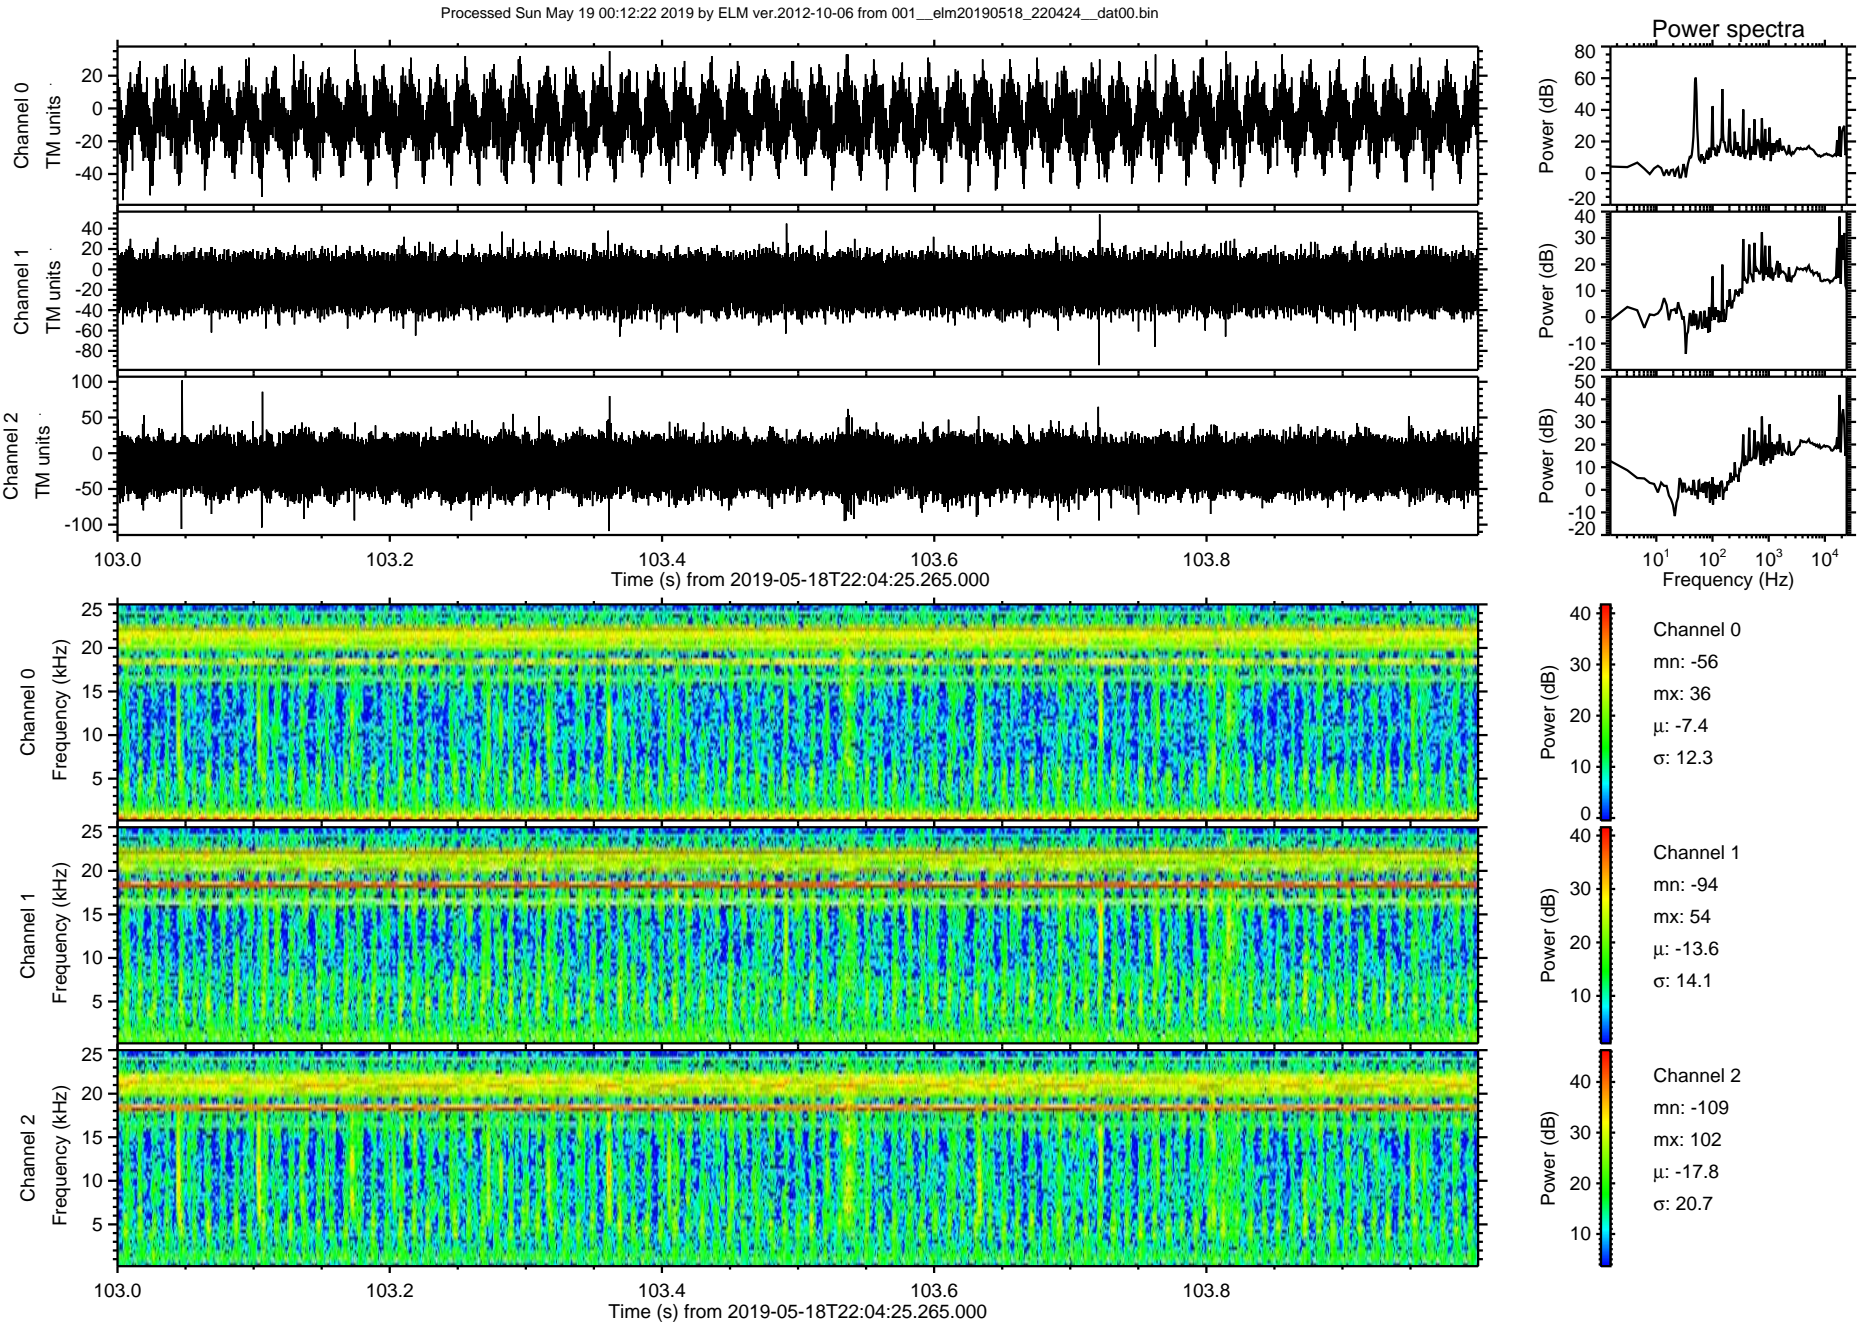 Processed Sun May 19 00:12:22 2019 by ELM ver.2012-10-06 from 001__elm20190518_220424__dat00.bin
Power spectra
Channel 0
TM units
20
0
-20
-40
Power (dB)
80
60
40
20
0
-20
Channel 1
TM units
40
20
0
-20
-40
-60
-80
Power (dB)
40
30
20
10
0
-10
-20
Channel 2
TM units
100
50
0
-50
-100
Power (dB)
50
40
30
20
10
0
-10
-20
103.0 103.2 103.4 103.6 103.8
Time (s) from 2019-05-18T22:04:25.265.000
10^1 10^2 10^3 10^4
Frequency (Hz)
Channel 0
Frequency (kHz)
25
20
15
10
5
Power (dB)
40
30
20
10
0
Channel 0
mn: -56
mx: 36
µ: -7.4
σ: 12.3
Channel 1
Frequency (kHz)
25
20
15
10
5
Power (dB)
40
30
20
10
Channel 1
mn: -94
mx: 54
µ: -13.6
σ: 14.1
Channel 2
Frequency (kHz)
25
20
15
10
5
Power (dB)
40
30
20
10
Channel 2
mn: -109
mx: 102
µ: -17.8
σ: 20.7
103.0 103.2 103.4 103.6 103.8
Time (s) from 2019-05-18T22:04:25.265.000